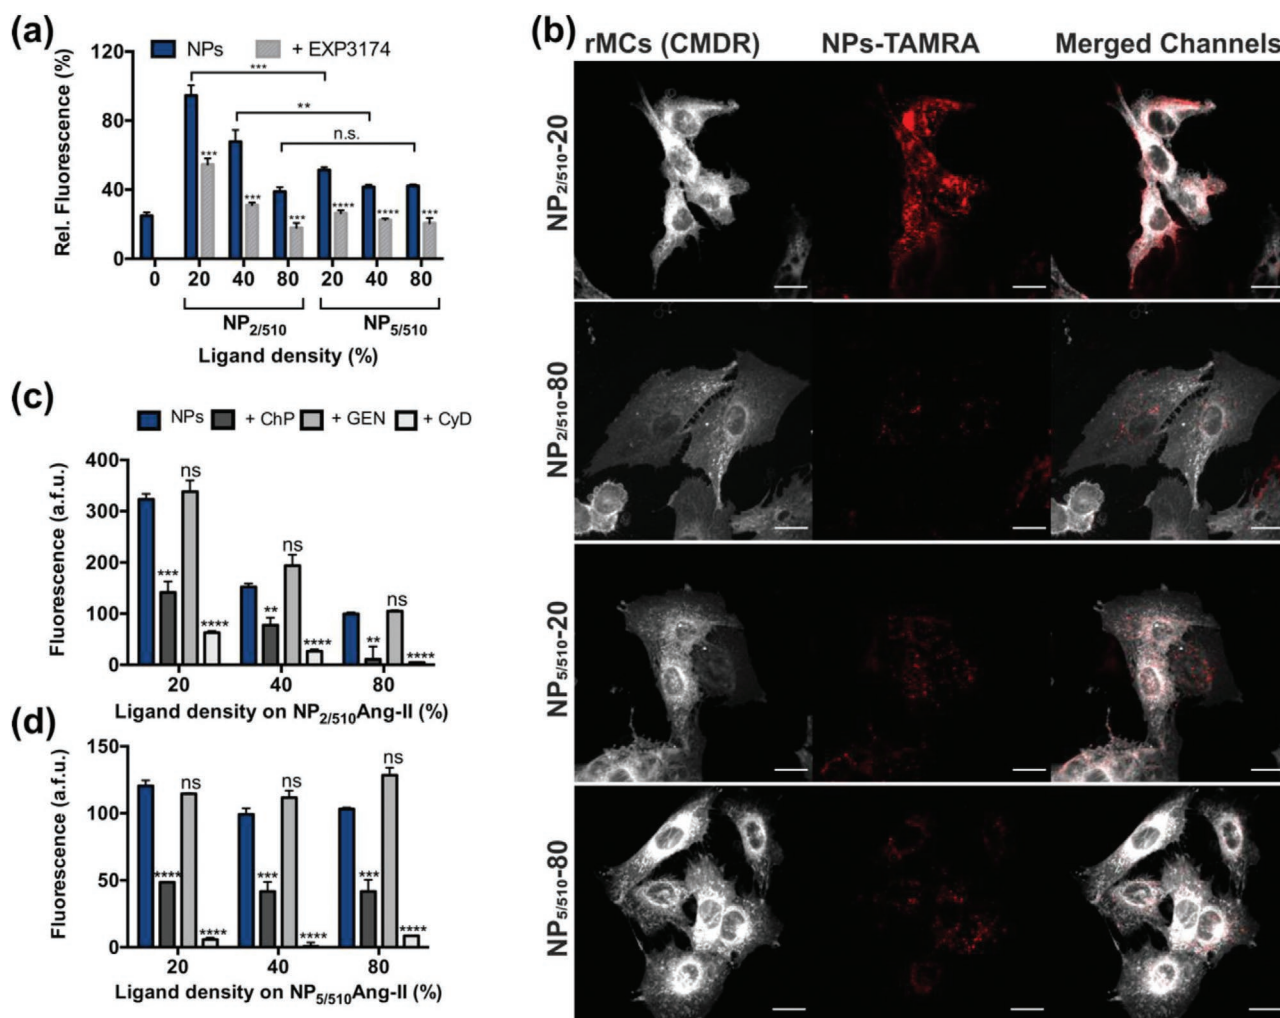 (a)
NPs + EXP3174
Rel. Fluorescence (%)
120
80
40
0
***
**
n.s.
*** *** *** **** **** ***
0 20 40 80 20 40 80
NP2/510 NP5/510
Ligand density (%)
(b)
rMCs (CMDR) NPs-TAMRA Merged Channels
NP2/510-20
NP2/510-80
NP5/510-20
NP5/510-80
(c)
NPs + ChP + GEN + CyD
Fluorescence (a.f.u.)
400
300
200
100
0
*** ns ****
** ns ****
** ns ****
20 40 80
Ligand density on NP2/510Ang-II (%)
(d)
Fluorescence (a.f.u.)
150
100
50
0
**** ns ****
*** ns ****
*** ns ****
20 40 80
Ligand density on NP5/510Ang-II (%)